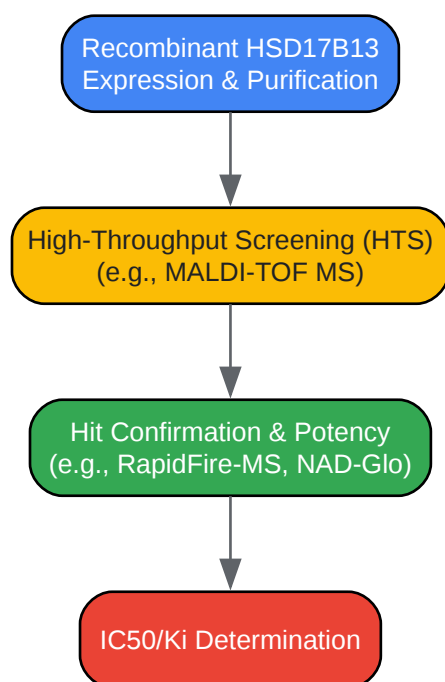 Recombinant HSD17B13
Expression & Purification
High-Throughput Screening (HTS)
(e.g., MALDI-TOF MS)
Hit Confirmation & Potency
(e.g., RapidFire-MS, NAD-Glo)
IC50/Ki Determination